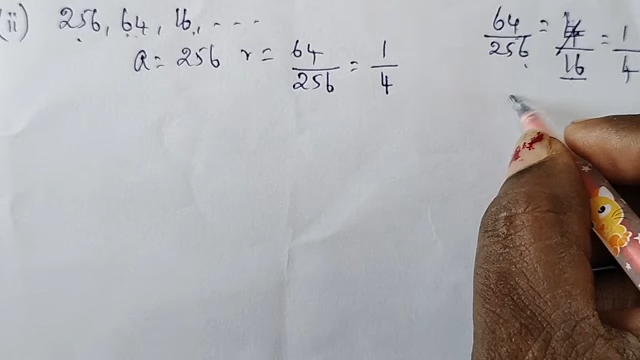 (ii) 256, 64, 16, - - - -
a = 256 r = 64/256 = 1/4
64/256 = 4/16 = 1/4